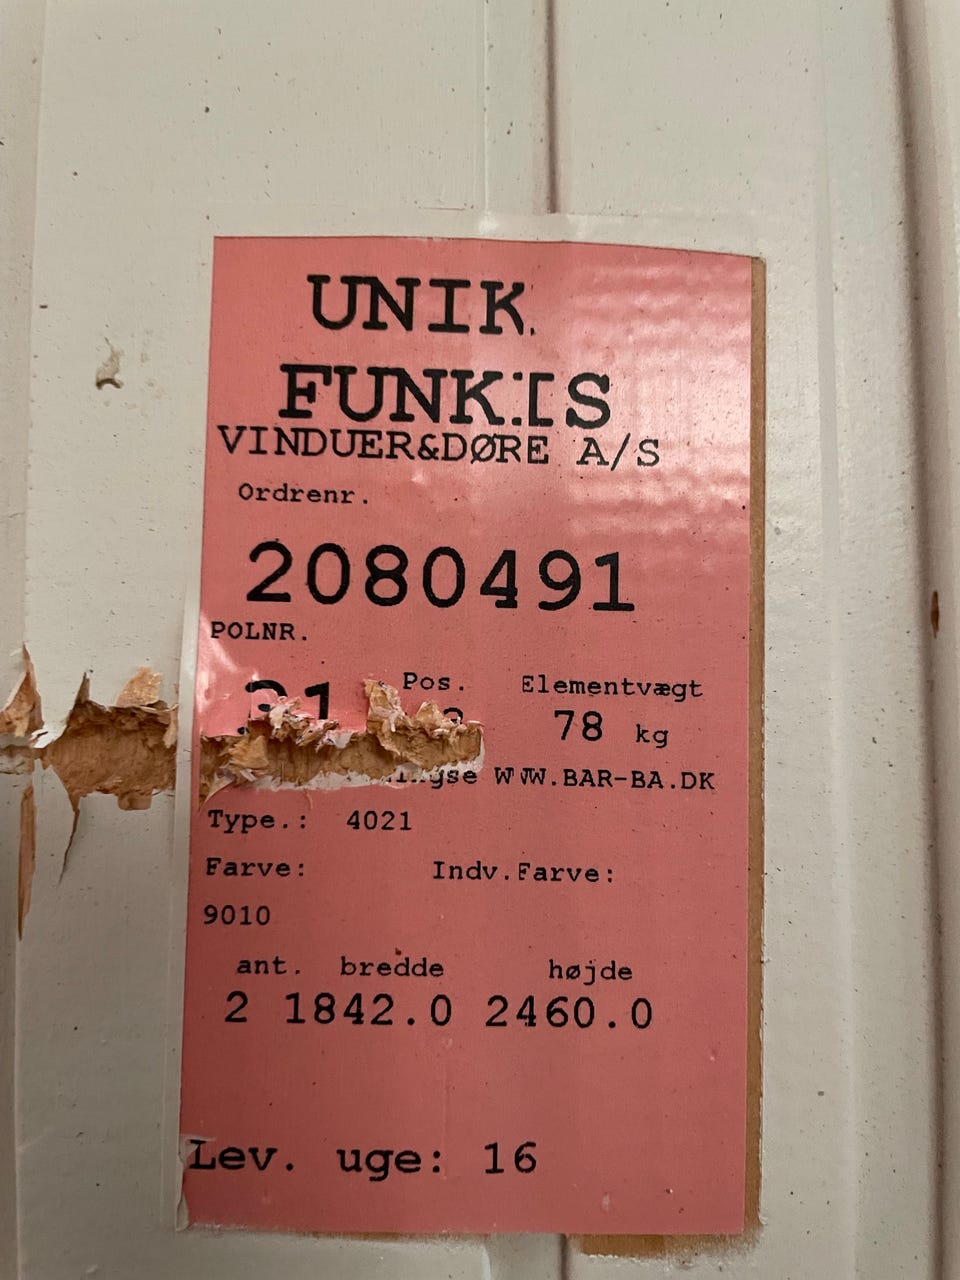 UNIK
FUNKIS
VINDUER&DØRE A/S
Ordrenr.
2080491
POLNR.
Pos. Elementvægt
31 78 kg
WWW.BAR-BA.DK
Type.: 4021
Farve: Indv.Farve:
9010
ant. bredde højde
2 1842.0 2460.0
Lev. uge: 16